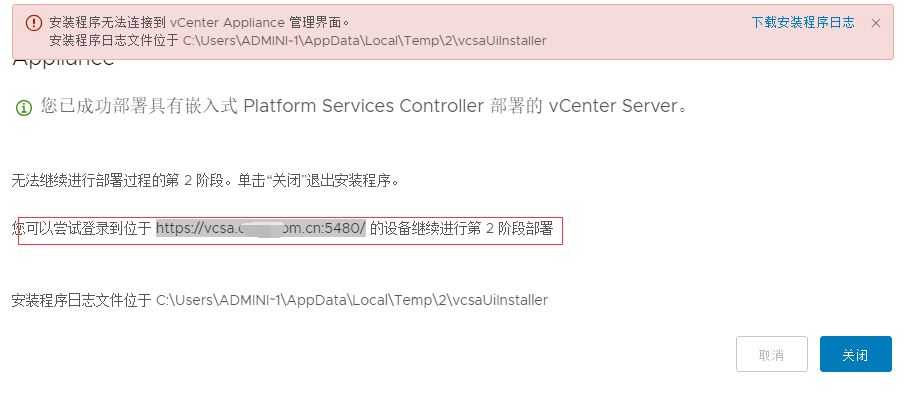 安装程序无法连接到 vCenter Appliance 管理界面。
下载安装程序日志
安装程序日志文件位于 C:\Users\ADMINI~1\AppData\Local\Temp\2\vcsaUiInstaller
Appliance
您已成功部署具有嵌入式 Platform Services Controller 部署的 vCenter Server。
无法继续进行部署过程的第 2 阶段。单击“关闭”退出安装程序。
您可以尝试登录到位于 https://vcsa. om.cn:5480/ 的设备继续进行第 2 阶段部署
安装程序日志文件位于 C:\Users\ADMINI~1\AppData\Local\Temp\2\vcsaUiInstaller
取消
关闭